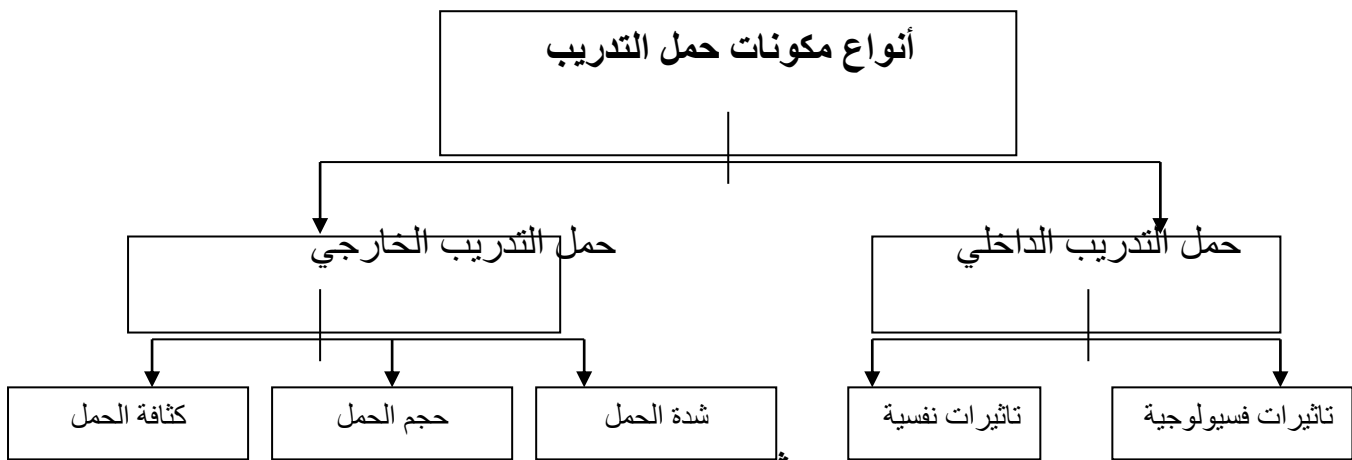 أنواع مكونات حمل التدريب
حمل التدريب الداخلي
حمل التدريب الخارجي
تاثيرات فسيولوجية
تاثيرات نفسية
شدة الحمل
حجم الحمل
كثافة الحمل